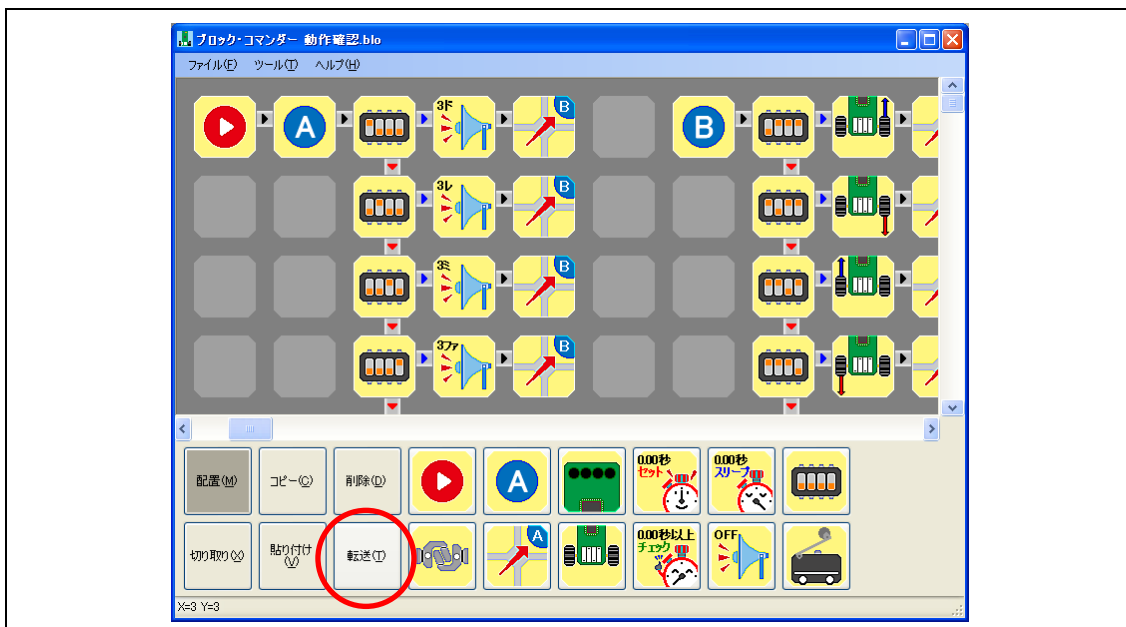 ブロック・コマンダー 動作確認.blo
ファイル(F) ツール(T) ヘルプ(H)
3ド B
A B
3レ B
3ミ B
3ファ B
配置(M) コピー(C) 削除(D) A 0.00秒 セット 0.00秒 スリープ
切り取り(X) 貼り付け(V) 転送(T) A 0.00秒以上 チェック OFF
X=3 Y=3